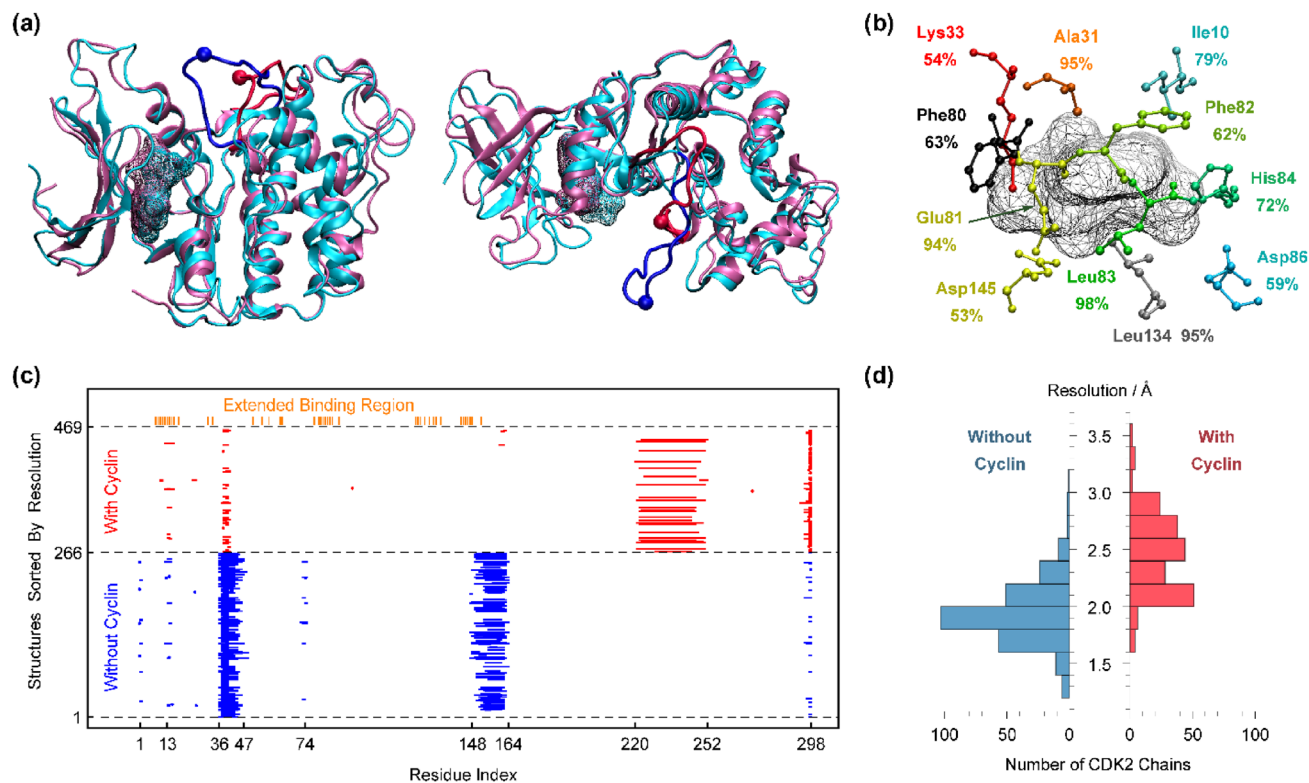 (a)
(b)
Lys33
54%
Ala31
95%
Ile10
79%
Phe80
63%
Phe82
62%
Glu81
94%
His84
72%
Asp145
53%
Leu83
98%
Asp86
59%
Leu134 95%
(c)
Extended Binding Region
469
266
1
With Cyclin
Without Cyclin
Structures Sorted By Resolution
1 13 36 47 74 148 164 220 252 298
Residue Index
(d)
Resolution / Å
Without
Cyclin
With
Cyclin
3.5
3.0
2.5
2.0
1.5
100 50 0 0 50 100
Number of CDK2 Chains